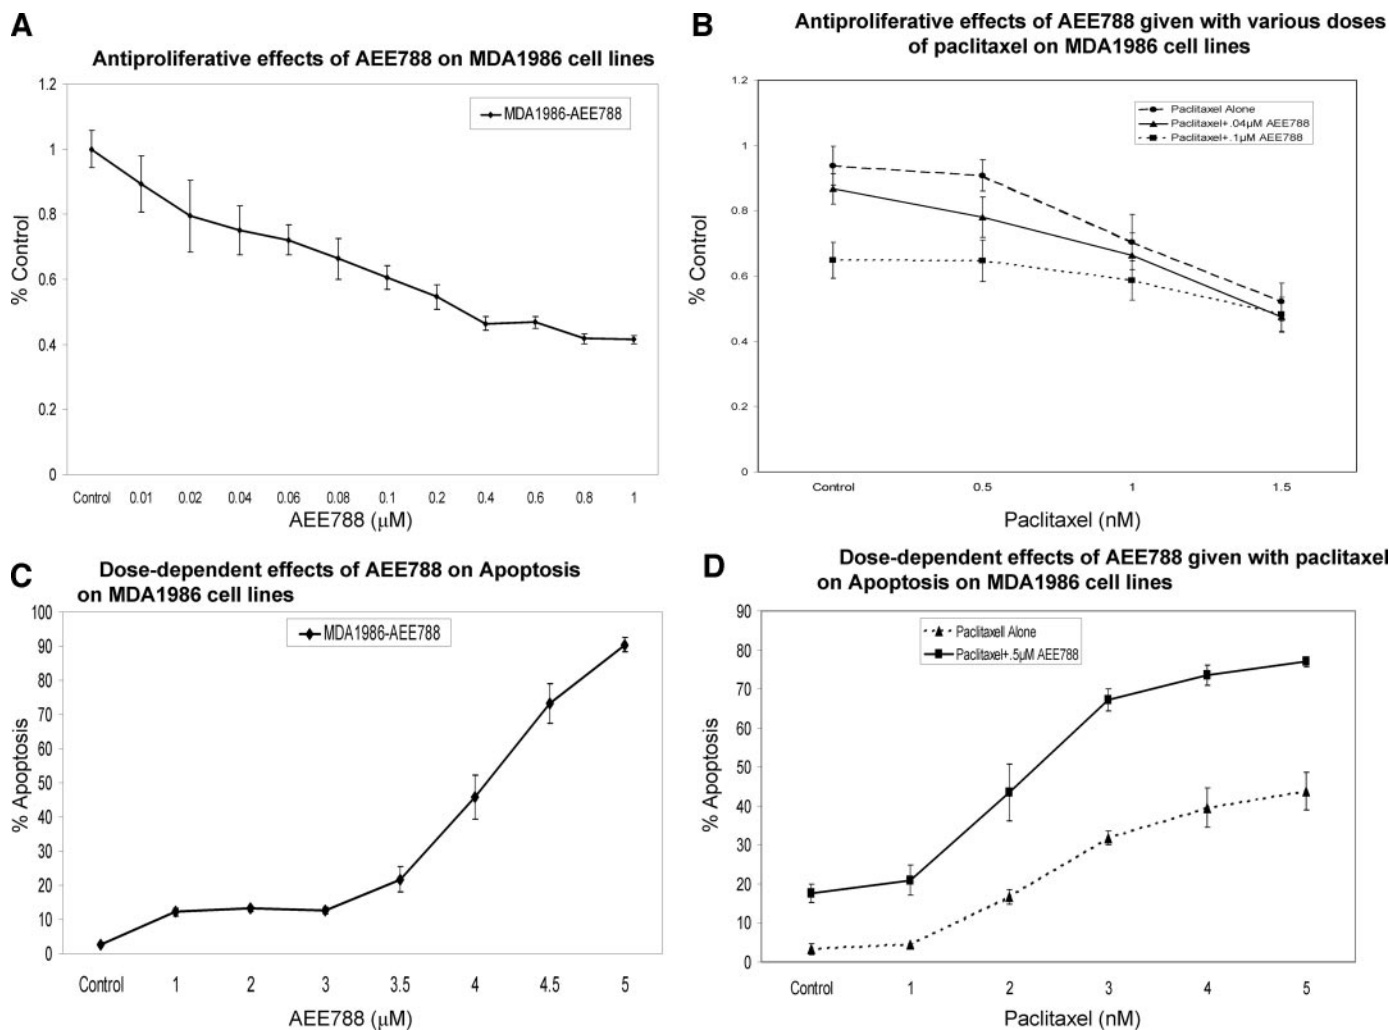 A
Antiproliferative effects of AEE788 on MDA1986 cell lines
1.2
1
0.8
0.6
0.4
0.2
0
% Control
MDA1986-AEE788
Control 0.01 0.02 0.04 0.06 0.08 0.1 0.2 0.4 0.6 0.8 1
AEE788 (μM)
B
Antiproliferative effects of AEE788 given with various doses
of paclitaxel on MDA1986 cell lines
1.2
1
0.8
0.6
0.4
0.2
0
% Control
Paclitaxel Alone
Paclitaxel+.04μM AEE788
Paclitaxel+.1μM AEE788
Control 0.5 1 1.5
Paclitaxel (nM)
C
Dose-dependent effects of AEE788 on Apoptosis
on MDA1986 cell lines
100
90
80
70
60
50
40
30
20
10
0
% Apoptosis
MDA1986-AEE788
Control 1 2 3 3.5 4 4.5 5
AEE788 (μM)
D
Dose-dependent effects of AEE788 given with paclitaxel
on Apoptosis on MDA1986 cell lines
90
80
70
60
50
40
30
20
10
0
% Apoptosis
Paclitaxell Alone
Paclitaxel+.5μM AEE788
Control 1 2 3 4 5
Paclitaxel (nM)